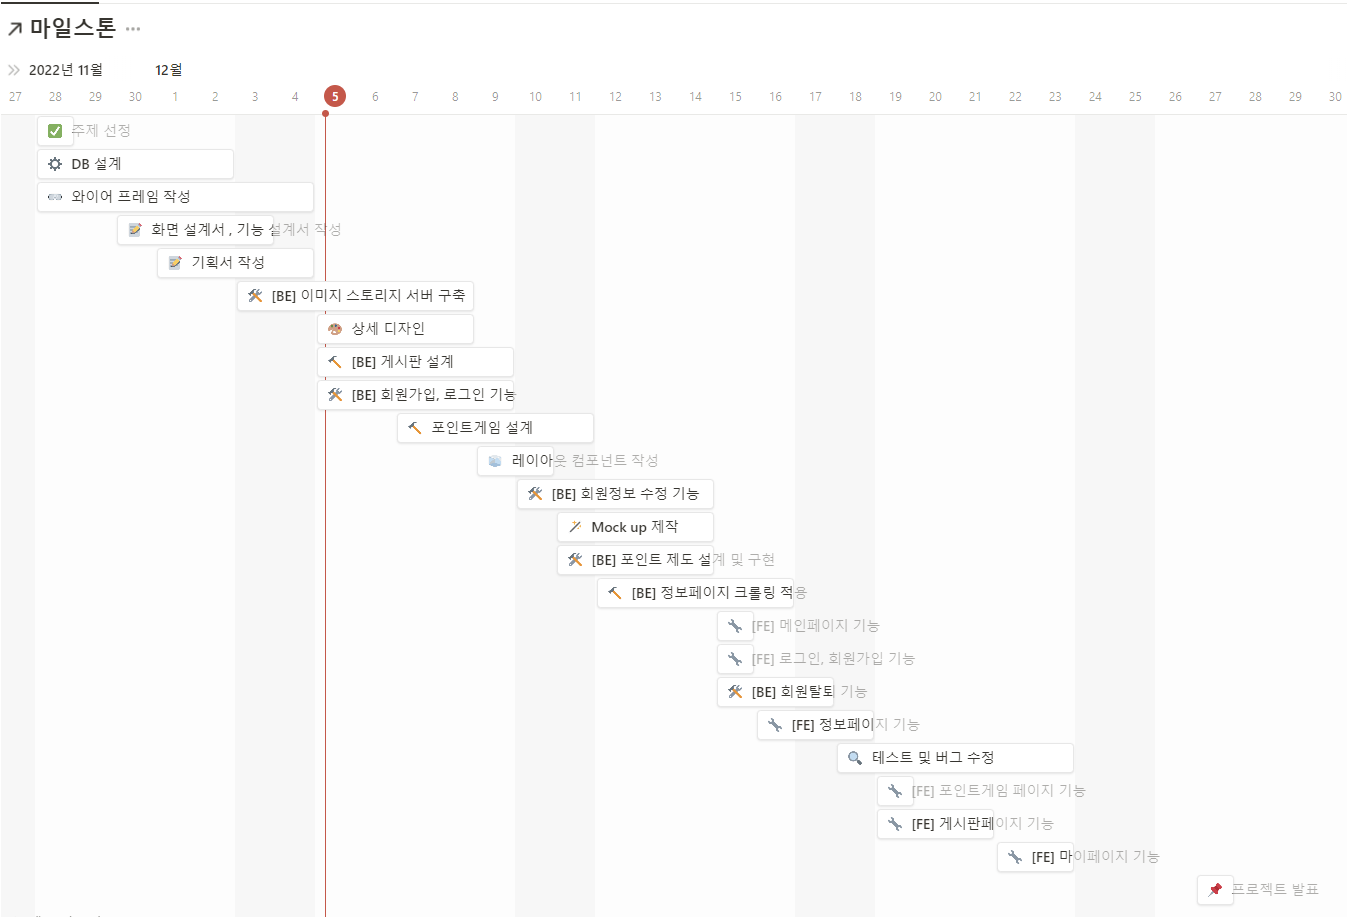 마일스톤 ...
2022년 11월 12월
27 28 29 30 1 2 3 4 5 6 7 8 9 10 11 12 13 14 15 16 17 18 19 20 21 22 23 24 25 26 27 28 29 30
주제 선정
DB 설계
와이어 프레임 작성
화면 설계서 , 기능 설계서 작성
기획서 작성
[BE] 이미지 스토리지 서버 구축
상세 디자인
[BE] 게시판 설계
[BE] 회원가입, 로그인 기능
포인트게임 설계
레이아웃 컴포넌트 작성
[BE] 회원정보 수정 기능
Mock up 제작
[BE] 포인트 제도 설계 및 구현
[BE] 정보페이지 크롤링 적용
[FE] 메인페이지 기능
[FE] 로그인, 회원가입 기능
[BE] 회원탈퇴 기능
[FE] 정보페이지 기능
테스트 및 버그 수정
[FE] 포인트게임 페이지 기능
[FE] 게시판페이지 기능
[FE] 마이페이지 기능
프로젝트 발표